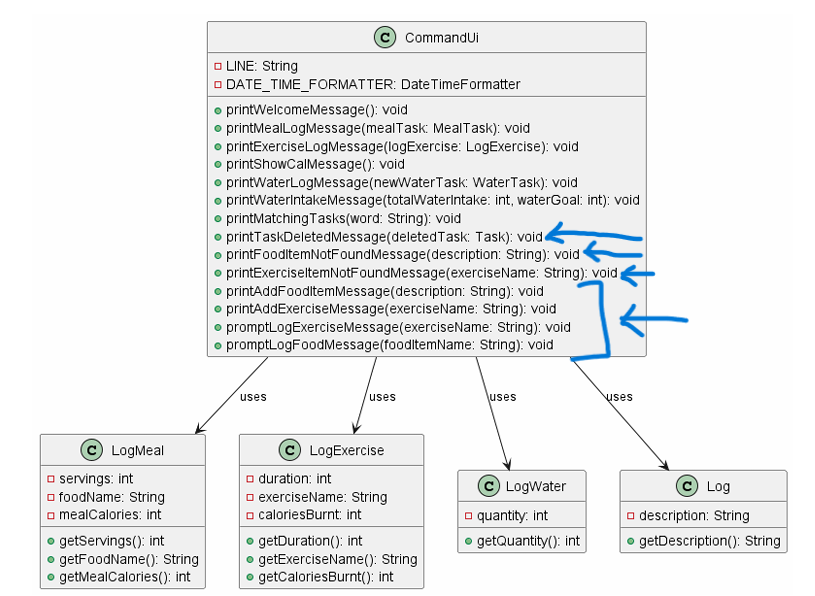 C CommandUi
LINE: String
DATE_TIME_FORMATTER: DateTimeFormatter
printWelcomeMessage(): void
printMealLogMessage(mealTask: MealTask): void
printExerciseLogMessage(logExercise: LogExercise): void
printShowCalMessage(): void
printWaterLogMessage(newWaterTask: WaterTask): void
printWaterIntakeMessage(totalWaterIntake: int, waterGoal: int): void
printMatchingTasks(word: String): void
printTaskDeletedMessage(deletedTask: Task): void
printFoodItemNotFoundMessage(description: String): void
printExerciseItemNotFoundMessage(exerciseName: String): void
printAddFoodItemMessage(description: String): void
printAddExerciseMessage(exerciseName: String): void
promptLogExerciseMessage(exerciseName: String): void
promptLogFoodMessage(foodItemName: String): void
uses
uses
uses
uses
C LogMeal
servings: int
foodName: String
mealCalories: int
getServings(): int
getFoodName(): String
getMealCalories(): int
C LogExercise
duration: int
exerciseName: String
caloriesBurnt: int
getDuration(): int
getExerciseName(): String
getCaloriesBurnt(): int
C LogWater
quantity: int
getQuantity(): int
C Log
description: String
getDescription(): String